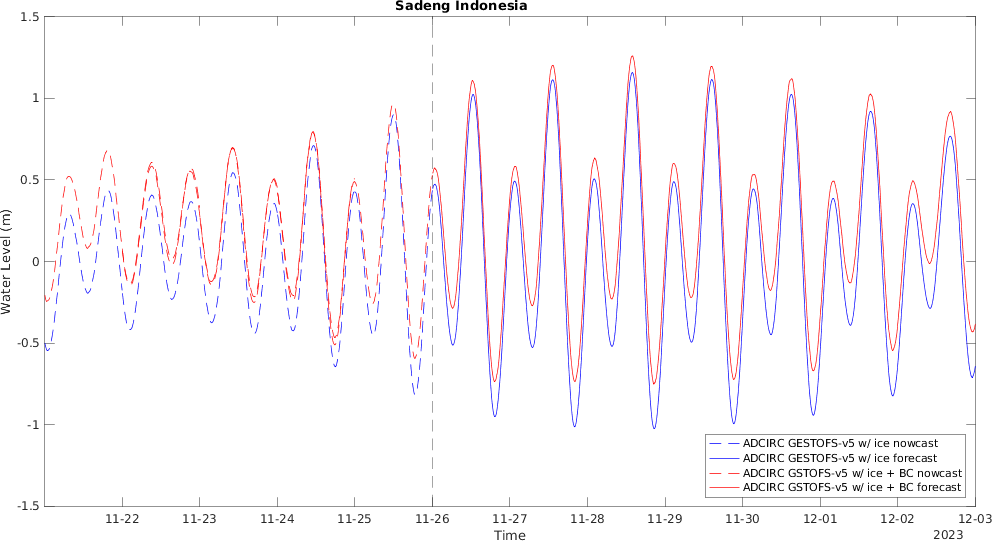 Sadeng Indonesia
1.5
1
0.5
0
-0.5
-1
-1.5
Water Level (m)
ADCIRC GESTOFS-v5 w/ ice nowcast
ADCIRC GESTOFS-v5 w/ ice forecast
ADCIRC GSTOFS-v5 w/ ice + BC nowcast
ADCIRC GSTOFS-v5 w/ ice + BC forecast
11-22 11-23 11-24 11-25 11-26 11-27 11-28 11-29 11-30 12-01 12-02 12-03
Time
2023